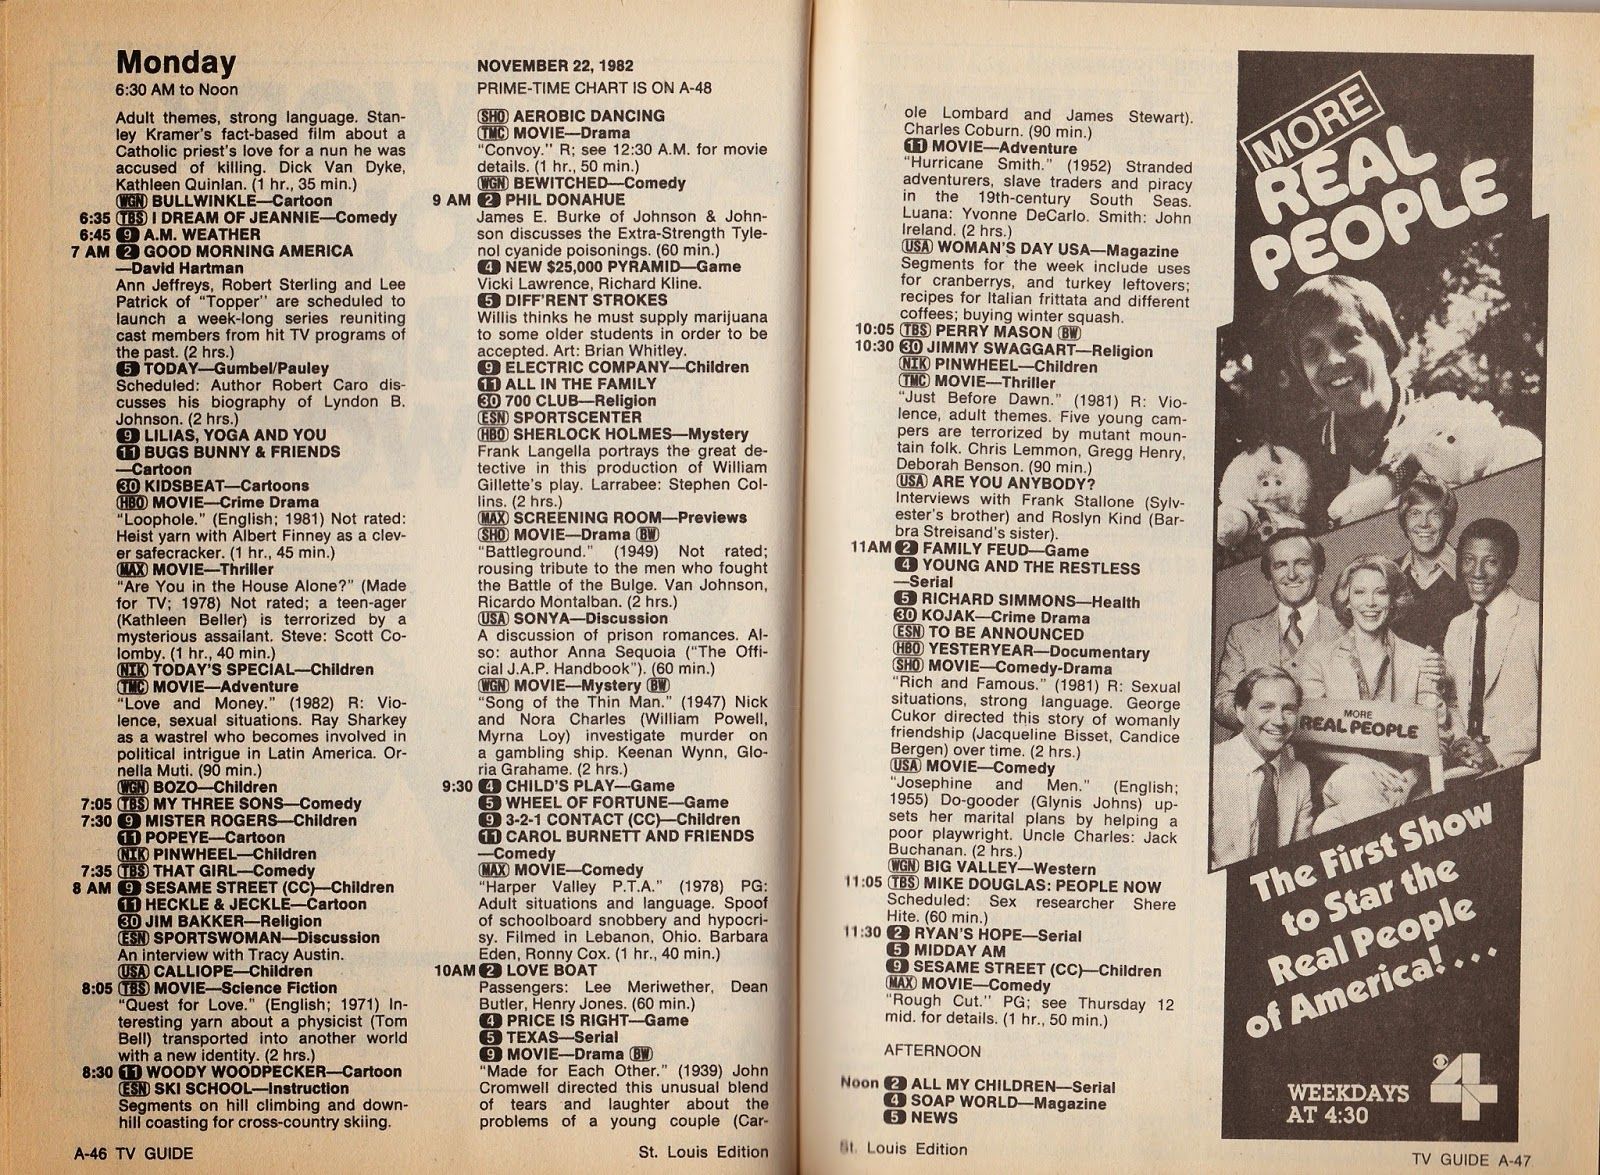 Monday
6:30 AM to Noon
Adult themes, strong language. Stan-
ley Kramer's fact-based film about a
Catholic priest's love for a nun he was
accused of killing. Dick Van Dyke,
Kathleen Quinlan. (1 hr., 35 min.)
WGN BULLWINKLE—Cartoon
6:35 TBS I DREAM OF JEANNIE—Comedy
6:45 9 A.M. WEATHER
7 AM 2 GOOD MORNING AMERICA
—David Hartman
Ann Jeffreys, Robert Sterling and Lee
Patrick of "Topper" are scheduled to
launch a week-long series reuniting
cast members from hit TV programs of
the past. (2 hrs.)
5 TODAY—Gumbel/Pauley
Scheduled: Author Robert Caro dis-
cusses his biography of Lyndon B.
Johnson. (2 hrs.)
9 LILIAS, YOGA AND YOU
11 BUGS BUNNY & FRIENDS
—Cartoon
30 KIDSBEAT—Cartoons
HBO MOVIE—Crime Drama
"Loophole." (English; 1981) Not rated:
Heist yarn with Albert Finney as a clev-
er safecracker. (1 hr., 45 min.)
MAX MOVIE—Thriller
"Are You in the House Alone?" (Made
for TV; 1978) Not rated; a teen-ager
(Kathleen Beller) is terrorized by a
mysterious assailant. Steve: Scott Co-
lomby. (1 hr., 40 min.)
NIK TODAY'S SPECIAL—Children
TMC MOVIE—Adventure
"Love and Money." (1982) R: Vio-
lence, sexual situations. Ray Sharkey
as a wastrel who becomes involved in
political intrigue in Latin America. Or-
nella Muti. (90 min.)
WGN BOZO—Children
7:05 TBS MY THREE SONS—Comedy
7:30 9 MISTER ROGERS—Children
11 POPEYE—Cartoon
NIK PINWHEEL—Children
7:35 TBS THAT GIRL—Comedy
8 AM 9 SESAME STREET (CC)—Children
11 HECKLE & JECKLE—Cartoon
30 JIM BAKKER—Religion
ESN SPORTSWOMAN—Discussion
An interview with Tracy Austin.
USA CALLIOPE—Children
8:05 TBS MOVIE—Science Fiction
"Quest for Love." (English; 1971) In-
teresting yarn about a physicist (Tom
Bell) transported into another world
with a new identity. (2 hrs.)
8:30 11 WOODY WOODPECKER—Cartoon
ESN SKI SCHOOL—Instruction
Segments on hill climbing and down-
hill coasting for cross-country skiing.
A-46 TV GUIDE
NOVEMBER 22, 1982
PRIME-TIME CHART IS ON A-48
SHO AEROBIC DANCING
TMC MOVIE—Drama
"Convoy." R; see 12:30 A.M. for movie
details. (1 hr., 50 min.)
WGN BEWITCHED—Comedy
9 AM 2 PHIL DONAHUE
James E. Burke of Johnson & John-
son discusses the Extra-Strength Tyle-
nol cyanide poisonings. (60 min.)
4 NEW $25,000 PYRAMID—Game
Vicki Lawrence, Richard Kline.
5 DIFF'RENT STROKES
Willis thinks he must supply marijuana
to some older students in order to be
accepted. Art: Brian Whitley.
9 ELECTRIC COMPANY—Children
11 ALL IN THE FAMILY
30 700 CLUB—Religion
ESN SPORTSCENTER
HBO SHERLOCK HOLMES—Mystery
Frank Langella portrays the great de-
tective in this production of William
Gillette's play. Larrabee: Stephen Col-
lins. (2 hrs.)
MAX SCREENING ROOM—Previews
SHO MOVIE—Drama BW
"Battleground." (1949) Not rated;
rousing tribute to the men who fought
the Battle of the Bulge. Van Johnson,
Ricardo Montalban. (2 hrs.)
USA SONYA—Discussion
A discussion of prison romances. Al-
so: author Anna Sequoia ("The Offi-
cial J.A.P. Handbook"). (60 min.)
WGN MOVIE—Mystery BW
"Song of the Thin Man." (1947) Nick
and Nora Charles (William Powell,
Myrna Loy) investigate murder on
a gambling ship. Keenan Wynn, Glo-
ria Grahame. (2 hrs.)
9:30 4 CHILD'S PLAY—Game
5 WHEEL OF FORTUNE—Game
9 3-2-1 CONTACT (CC)—Children
11 CAROL BURNETT AND FRIENDS
—Comedy
MAX MOVIE—Comedy
"Harper Valley P.T.A." (1978) PG:
Adult situations and language. Spoof
of schoolboard snobbery and hypocri-
sy. Filmed in Lebanon, Ohio. Barbara
Eden, Ronny Cox. (1 hr., 40 min.)
10AM 2 LOVE BOAT
Passengers: Lee Meriwether, Dean
Butler, Henry Jones. (60 min.)
4 PRICE IS RIGHT—Game
5 TEXAS—Serial
9 MOVIE—Drama BW
"Made for Each Other." (1939) John
Cromwell directed this unusual blend
of tears and laughter about the
problems of a young couple (Car-
St. Louis Edition
ole Lombard and James Stewart).
Charles Coburn. (90 min.)
11 MOVIE—Adventure
"Hurricane Smith." (1952) Stranded
adventurers, slave traders and piracy
in the 19th-century South Seas.
Luana: Yvonne DeCarlo. Smith: John
Ireland. (2 hrs.)
USA WOMAN'S DAY USA—Magazine
Segments for the week include uses
for cranberrys, and turkey leftovers;
recipes for Italian frittata and different
coffees; buying winter squash.
10:05 TBS PERRY MASON BW
10:30 30 JIMMY SWAGGART—Religion
NIK PINWHEEL—Children
TMC MOVIE—Thriller
"Just Before Dawn." (1981) R: Vio-
lence, adult themes. Five young cam-
pers are terrorized by mutant moun-
tain folk. Chris Lemmon, Gregg Henry,
Deborah Benson. (90 min.)
USA ARE YOU ANYBODY?
Interviews with Frank Stallone (Sylv-
ester's brother) and Roslyn Kind (Bar-
bra Streisand's sister).
11AM 2 FAMILY FEUD—Game
4 YOUNG AND THE RESTLESS
—Serial
5 RICHARD SIMMONS—Health
30 KOJAK—Crime Drama
ESN TO BE ANNOUNCED
HBO YESTERYEAR—Documentary
SHO MOVIE—Comedy-Drama
"Rich and Famous." (1981) R: Sexual
situations, strong language. George
Cukor directed this story of womanly
friendship (Jacqueline Bisset, Candice
Bergen) over time. (2 hrs.)
USA MOVIE—Comedy
"Josephine and Men." (English;
1955) Do-gooder (Glynis Johns) up-
sets her marital plans by helping a
poor playwright. Uncle Charles: Jack
Buchanan. (2 hrs.)
WGN BIG VALLEY—Western
11:05 TBS MIKE DOUGLAS: PEOPLE NOW
Scheduled: Sex researcher Shere
Hite. (60 min.)
11:30 2 RYAN'S HOPE—Serial
5 MIDDAY AM
9 SESAME STREET (CC)—Children
MAX MOVIE—Comedy
"Rough Cut." PG; see Thursday 12
mid. for details. (1 hr., 50 min.)
AFTERNOON
Noon 2 ALL MY CHILDREN—Serial
4 SOAP WORLD—Magazine
5 NEWS
St. Louis Edition
MORE
REAL
PEOPLE
MORE
REAL PEOPLE
The First Show
to Star the
Real People
of America!...
WEEKDAYS
AT 4:30
4
TV GUIDE A-47